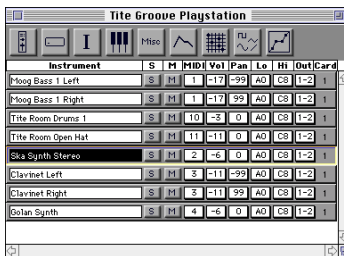 Tite Groove Playstation
I Misc
Instrument S M MIDI Vol Pan Lo Hi Out Card
Moog Bass 1 Left S M 1 -17 -99 A0 C8 1-2 1
Moog Bass 1 Right S M 1 -17 99 A0 C8 1-2 1
Tite Room Drums 1 S M 10 -3 0 A0 C8 1-2 1
Tite Room Open Hat S M 11 -11 0 A0 C8 1-2 1
Ska Synth Stereo S M 2 -6 0 A0 C8 1-2 1
Clavinet Left S M 3 -11 -99 A0 C8 1-2 1
Clavinet Right S M 3 -11 99 A0 C8 1-2 1
Golan Synth S M 4 -6 0 A0 C8 1-2 1